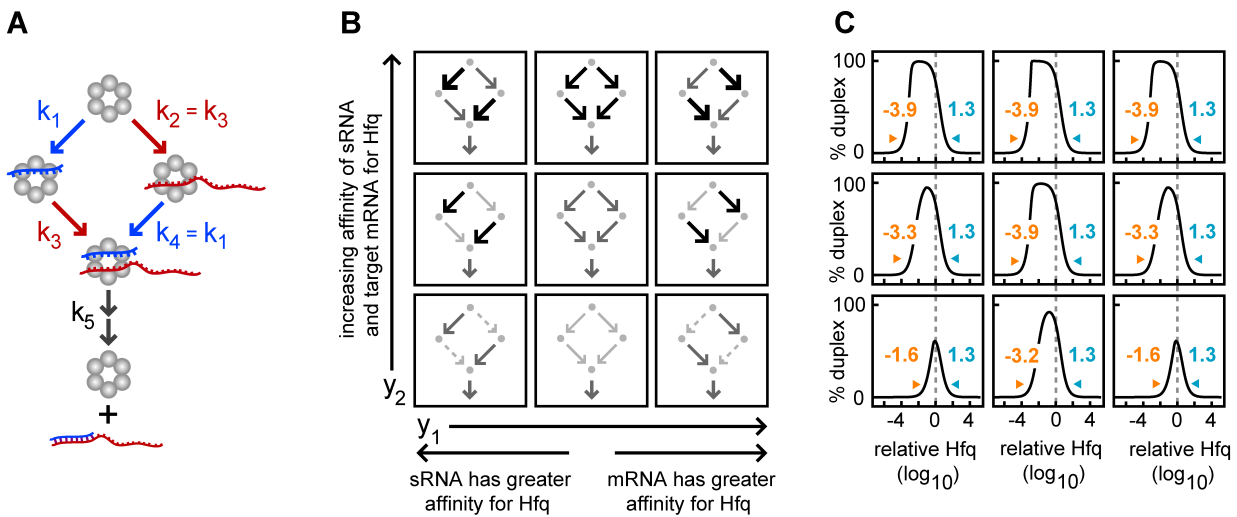 A
k1
k2 = k3
k3
k4 = k1
k5
+
B
increasing affinity of sRNA
and target mRNA for Hfq
y2
y1
sRNA has greater
affinity for Hfq
mRNA has greater
affinity for Hfq
C
% duplex
100
0
-3.9 1.3
-3.9 1.3
-3.9 1.3
% duplex
100
0
-3.3 1.3
-3.9 1.3
-3.3 1.3
% duplex
100
0
-1.6 1.3
-3.2 1.3
-1.6 1.3
-4 0 4
-4 0 4
-4 0 4
relative Hfq
(log10)
relative Hfq
(log10)
relative Hfq
(log10)